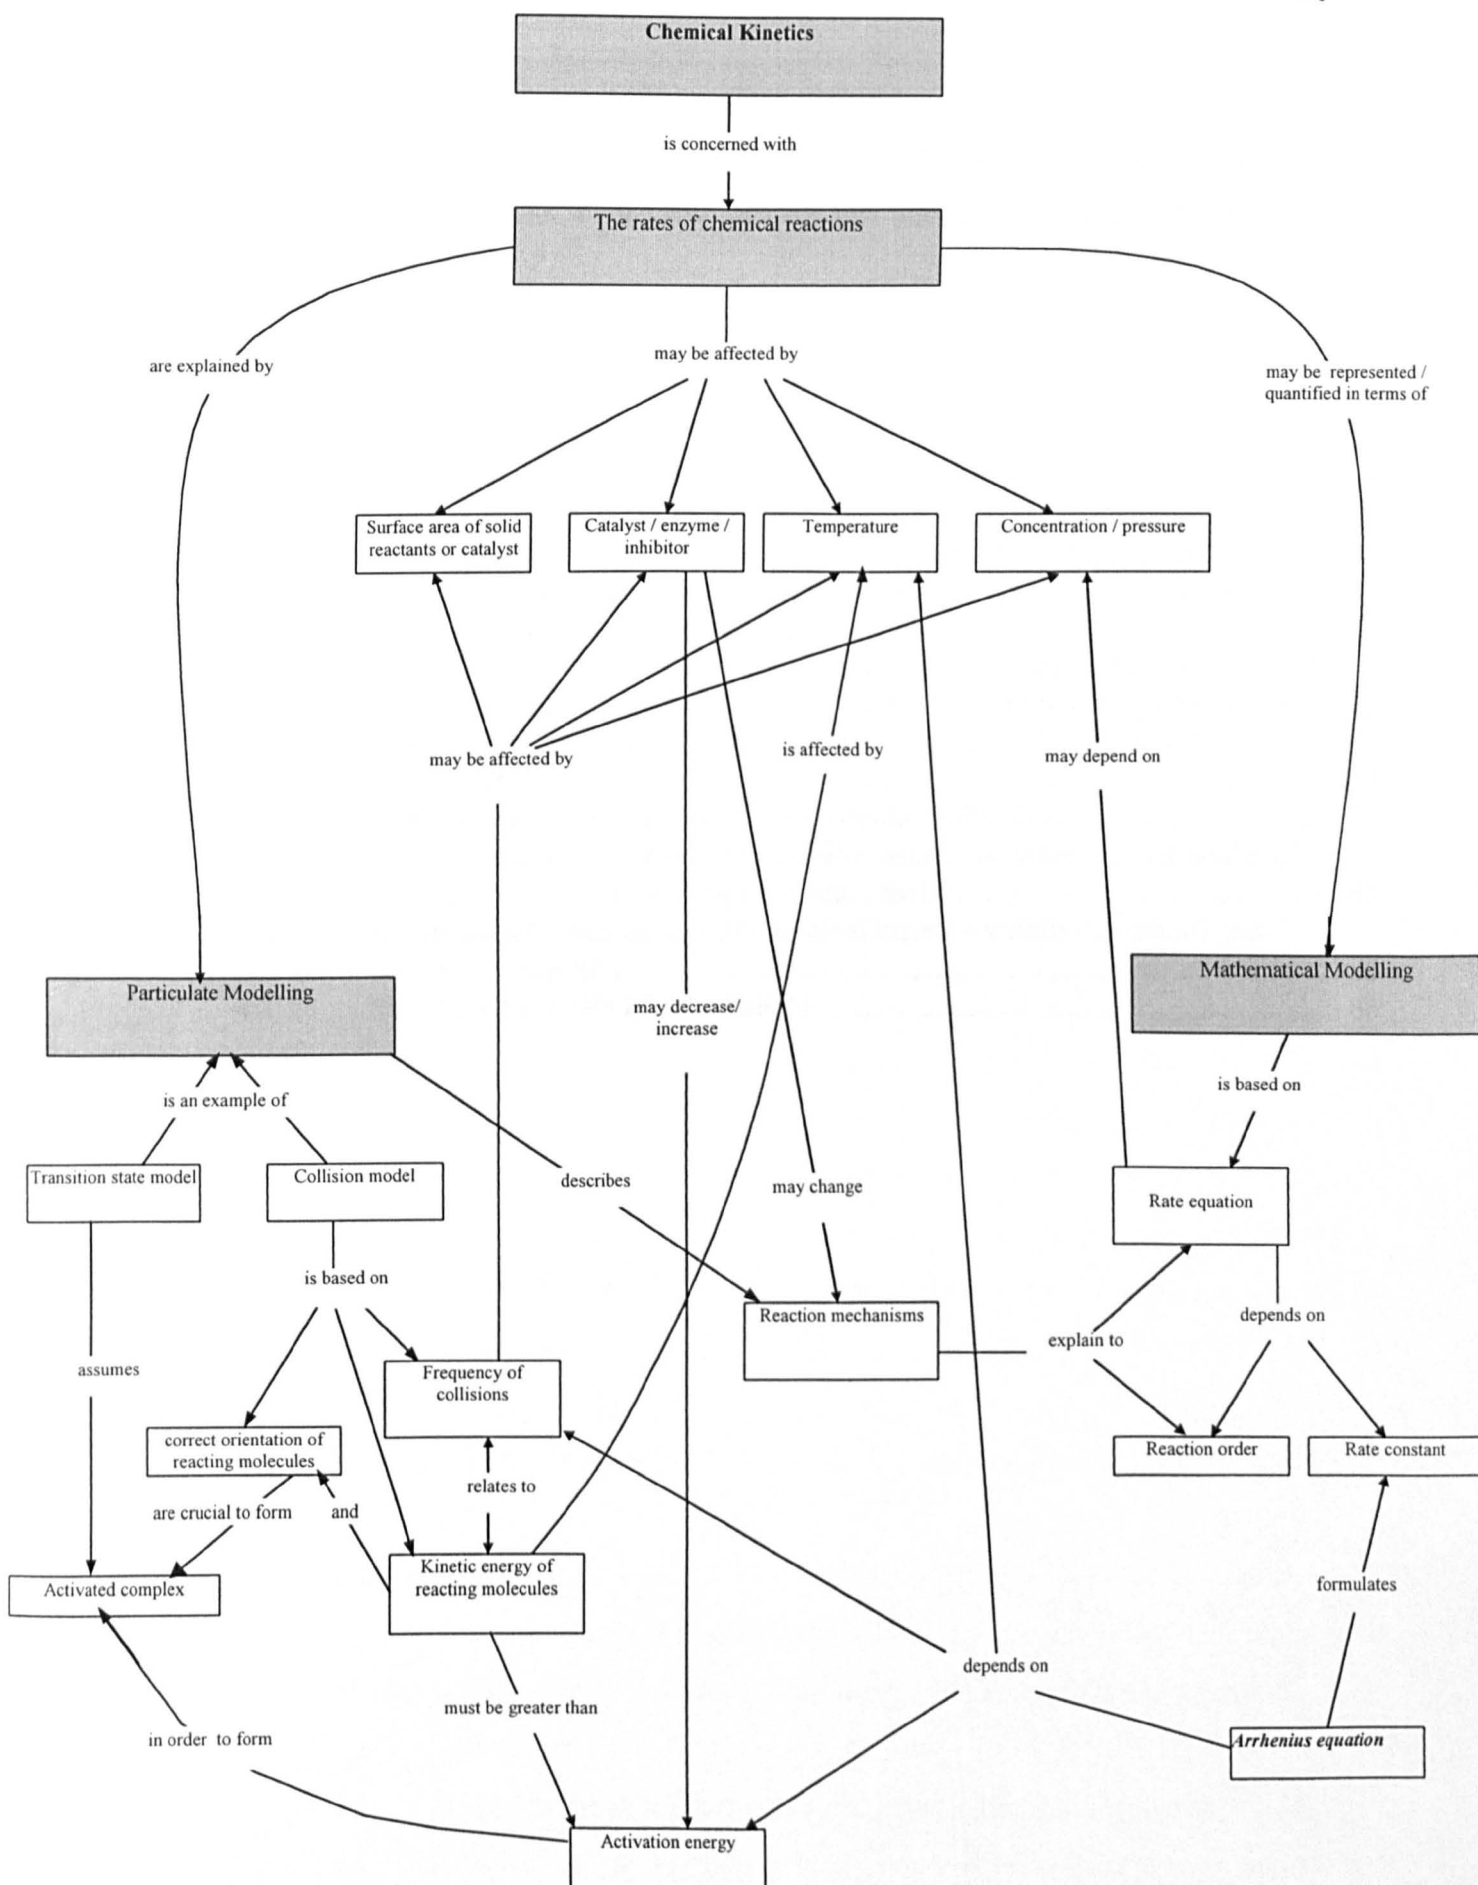 Chemical Kinetics
is concerned with
The rates of chemical reactions
are explained by
may be affected by
may be represented /
quantified in terms of
Surface area of solid
reactants or catalyst
Catalyst / enzyme /
inhibitor
Temperature
Concentration / pressure
may be affected by
is affected by
may depend on
Particulate Modelling
may decrease/
increase
Mathematical Modelling
is an example of
is based on
Transition state model
Collision model
describes
may change
Rate equation
is based on
Reaction mechanisms
depends on
explain to
assumes
Frequency of
collisions
correct orientation of
reacting molecules
Reaction order
Rate constant
relates to
are crucial to form
and
Activated complex
Kinetic energy of
reacting molecules
formulates
depends on
must be greater than
in order to form
Arrhenius equation
Activation energy